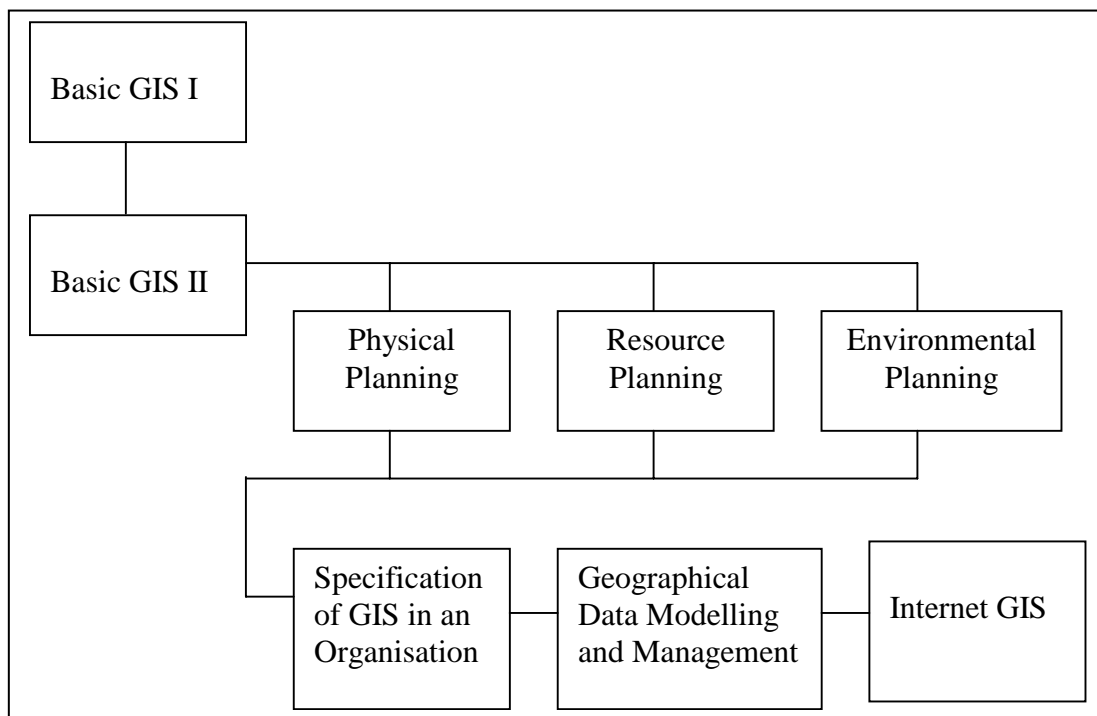 Basic GIS I
Basic GIS II
Physical
Planning
Resource
Planning
Environmental
Planning
Specification
of GIS in an
Organisation
Geographical
Data Modelling
and Management
Internet GIS